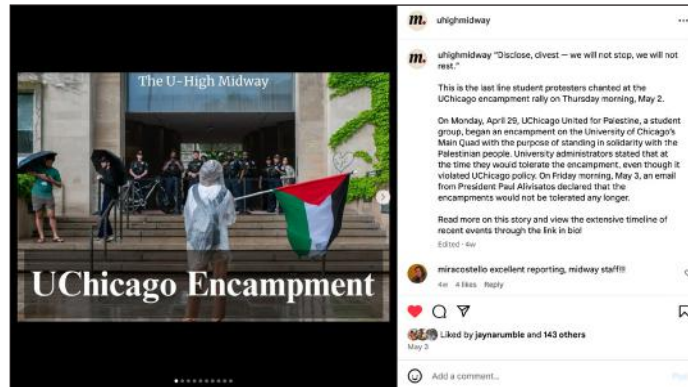 The U-High Midway
UChicago Encampment
m.
uhighmidway
m.
uhighmidway "Disclose, divest — we will not stop, we will not
rest."
This is the last line student protesters chanted at the
UChicago encampment rally on Thursday morning, May 2.
On Monday, April 29, UChicago United for Palestine, a student
group, began an encampment on the University of Chicago's
Main Quad with the purpose of standing in solidarity with the
Palestinian people. University administrators stated that at
the time they would tolerate the encampment, even though it
violated UChicago policy. On Friday morning, May 3, an email
from President Paul Alivisatos declared that the
encampments would not be tolerated any longer.
Read more on this story and view the extensive timeline of
recent events through the link in bio!
Edited · 4w
miracostello excellent reporting, midway staff!!!
4w 4 likes Reply
Liked by jaynarumble and 143 others
May 3
Add a comment...
Post